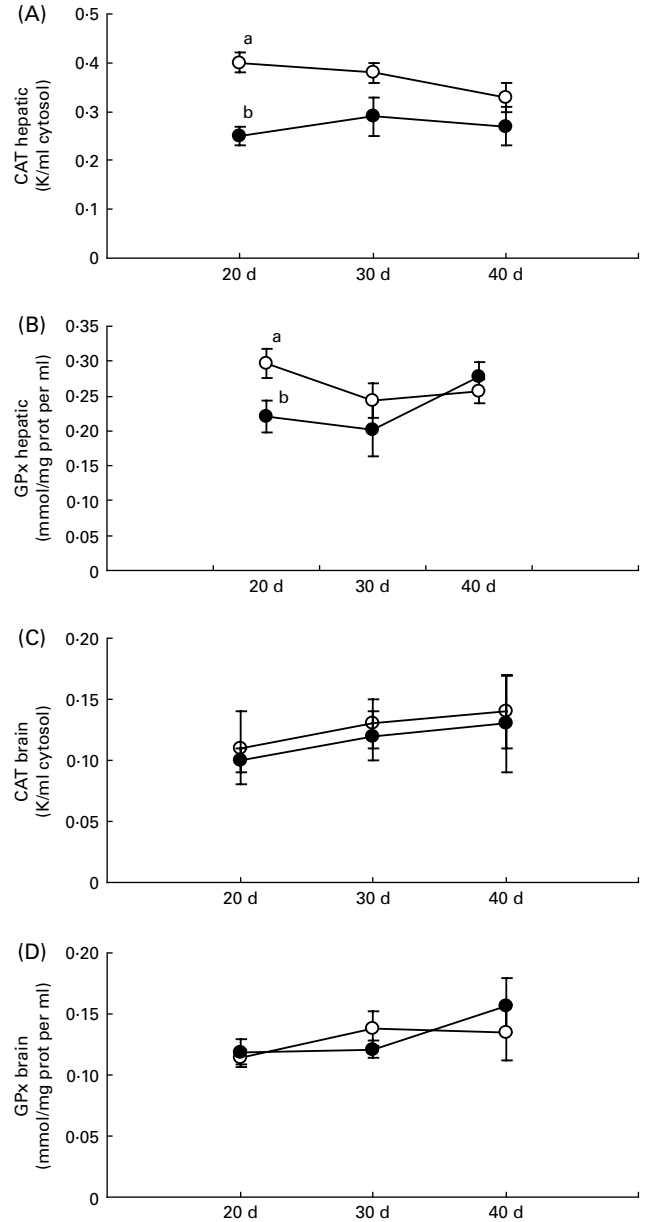 (A)
0·5
0·4
0·3
0·2
0·1
0
CAT hepatic
(K/ml cytosol)
a
b
20 d 30 d 40 d
(B)
0·35
0·30
0·25
0·20
0·15
0·10
0·05
0
GPx hepatic
(mmol/mg prot per ml)
a
b
20 d 30 d 40 d
(C)
0·20
0·15
0·10
0·05
0
CAT brain
(K/ml cytosol)
20 d 30 d 40 d
(D)
0·20
0·15
0·10
0·05
0
GPx brain
(mmol/mg prot per ml)
20 d 30 d 40 d